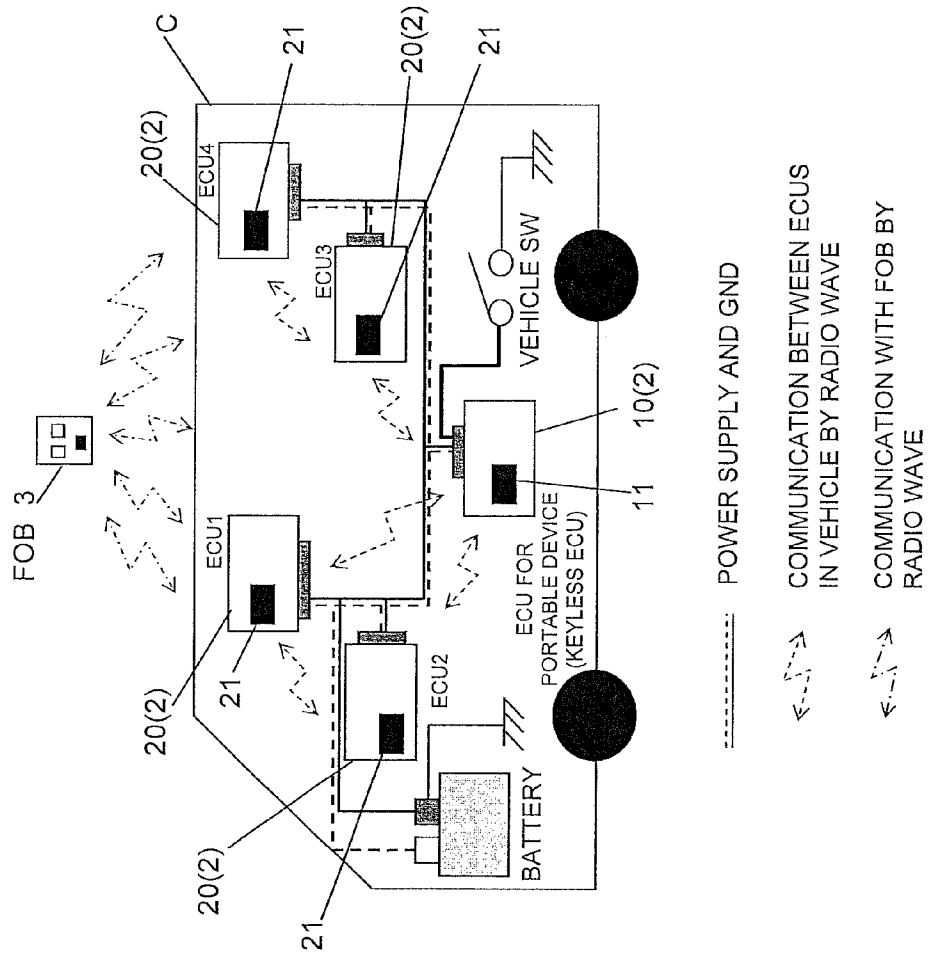 FOB 3
C
20(2)
ECU4
21
20(2)
21
ECU3
ECU1
21
20(2)
20(2)
21
ECU2
BATTERY
VEHICLE SW
10(2)
11
ECU FOR
PORTABLE DEVICE
(KEYLESS ECU)
POWER SUPPLY AND GND
COMMUNICATION BETWEEN ECUS
IN VEHICLE BY RADIO WAVE
COMMUNICATION WITH FOB BY
RADIO WAVE